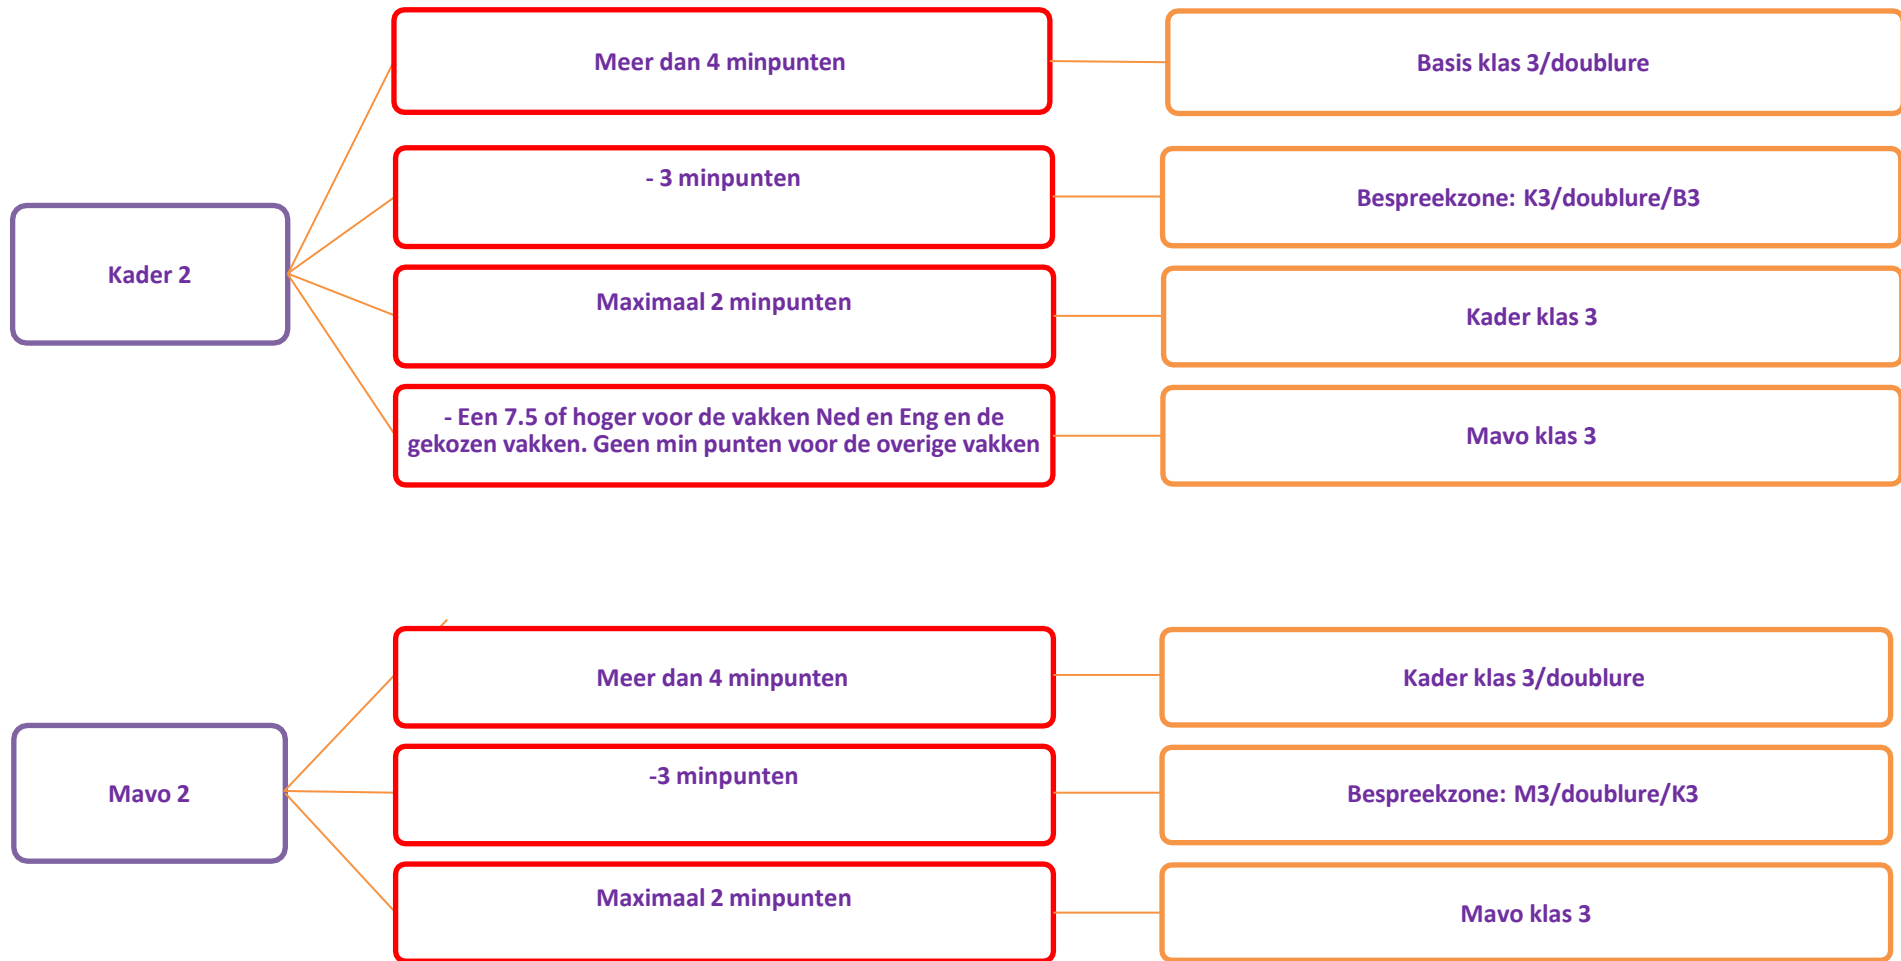 Kader 2
Meer dan 4 minpunten
Basis klas 3/doublure
- 3 minpunten
Bespreekzone: K3/doublure/B3
Maximaal 2 minpunten
Kader klas 3
- Een 7.5 of hoger voor de vakken Ned en Eng en de
gekozen vakken. Geen min punten voor de overige vakken
Mavo klas 3
Mavo 2
Meer dan 4 minpunten
Kader klas 3/doublure
-3 minpunten
Bespreekzone: M3/doublure/K3
Maximaal 2 minpunten
Mavo klas 3